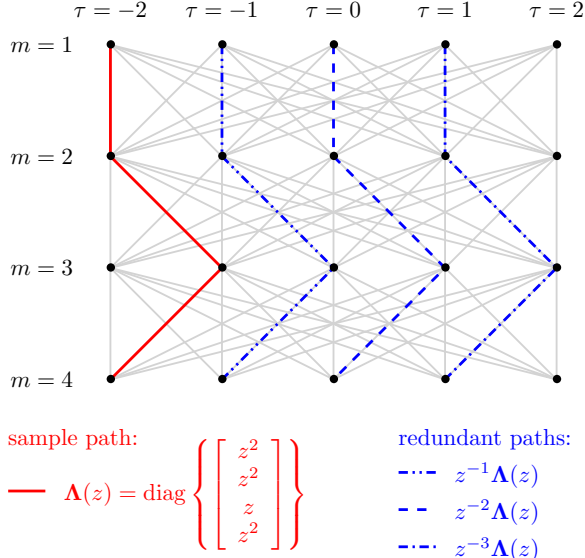 τ = −2 τ = −1 τ = 0 τ = 1 τ = 2
m = 1
m = 2
m = 3
m = 4
sample path:
Λ(z) = diag { [ z² z² z z² ] }
redundant paths:
z⁻¹Λ(z)
z⁻²Λ(z)
z⁻³Λ(z)